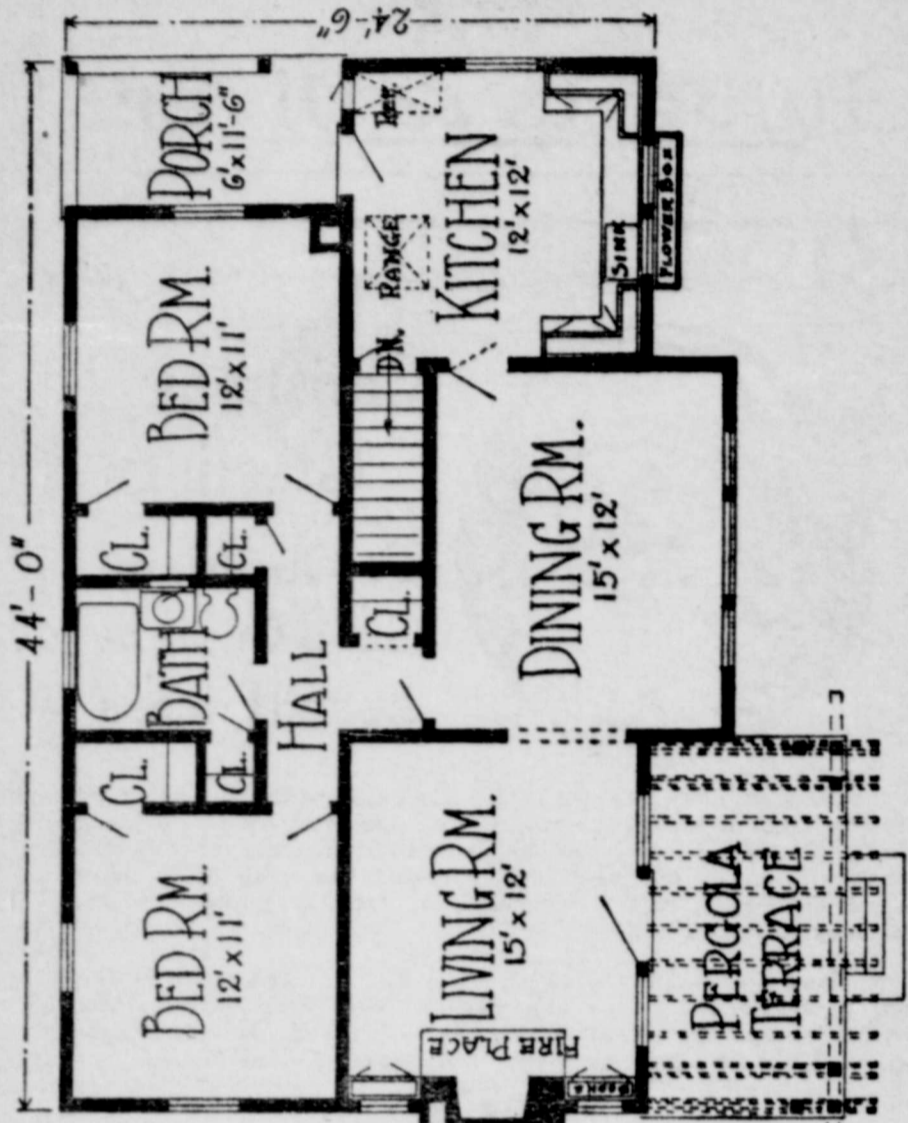 24'-6"
44'-0"
PORCH
6'x11'-6"
REF.
KITCHEN
12'x12'
RANGE
SINK
FLOWER BOX
DN.
BED RM.
12'x11'
CL.
CL.
BATH
HALL
CL.
DINING RM.
15'x12'
CL.
CL.
BED RM.
12'x11'
LIVING RM.
15'x12'
FIRE PLACE
BOOKS
PERGOLA
TERRACE